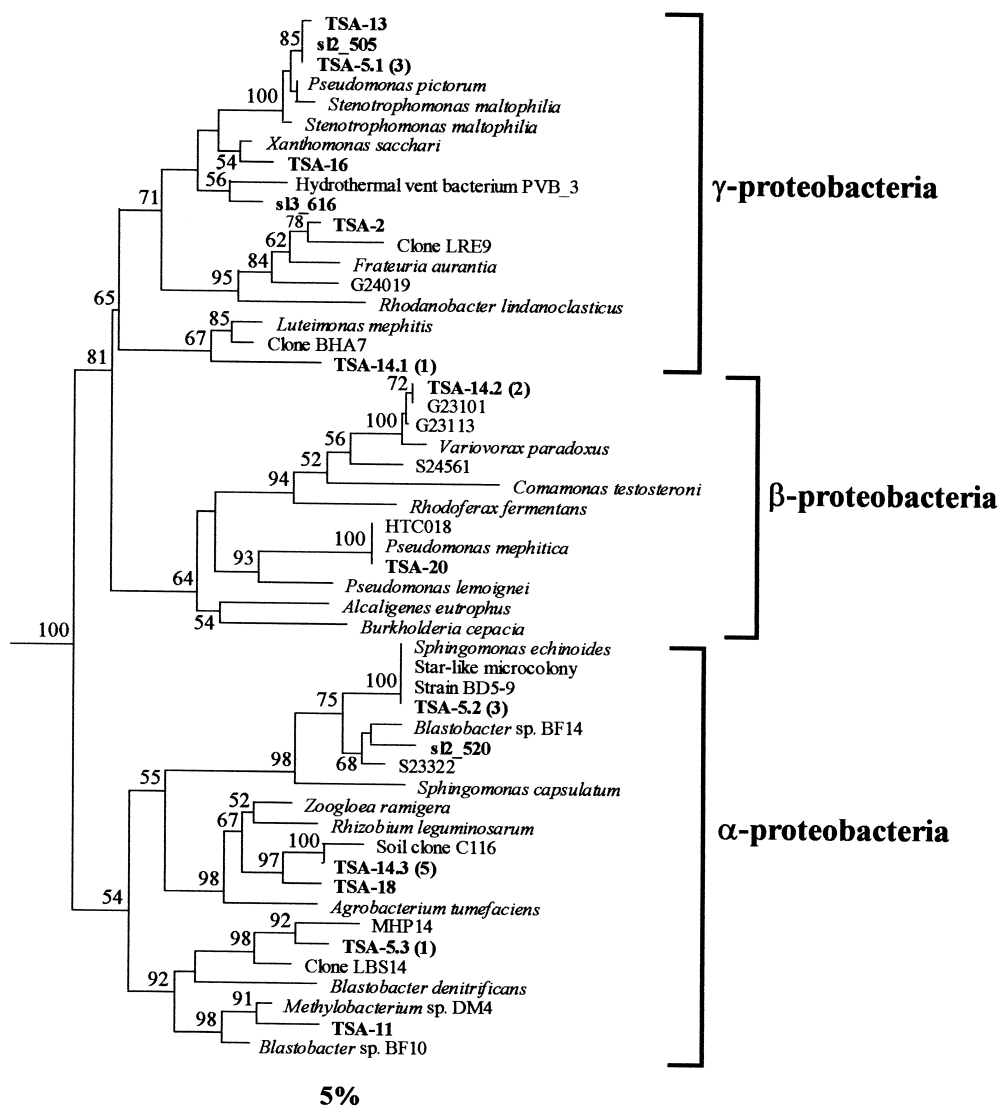 TSA-13
85
sl2_505
TSA-5.1 (3)
Pseudomonas pictorum
100
Stenotrophomonas maltophilia
Stenotrophomonas maltophilia
Xanthomonas sacchari
54
TSA-16
56
Hydrothermal vent bacterium PVB_3
γ-proteobacteria
71
sl3_616
78
TSA-2
62
Clone LRE9
84
Frateuria aurantia
95
G24019
Rhodanobacter lindanoclasticus
65
85
Luteimonas mephitis
67
Clone BHA7
81
TSA-14.1 (1)
72
TSA-14.2 (2)
G23101
100
G23113
56
Variovorax paradoxus
52
S24561
94
Comamonas testosteroni
β-proteobacteria
Rhodoferax fermentans
HTC018
100
Pseudomonas mephitica
93
TSA-20
64
Pseudomonas lemoignei
Alcaligenes eutrophus
54
Burkholderia cepacia
100
Sphingomonas echinoides
Star-like microcolony
100
Strain BD5-9
75
TSA-5.2 (3)
Blastobacter sp. BF14
sl2_520
98
68
S23322
55
Sphingomonas capsulatum
52
Zoogloea ramigera
67
Rhizobium leguminosarum
α-proteobacteria
100
Soil clone C116
97
TSA-14.3 (5)
98
TSA-18
54
Agrobacterium tumefaciens
92
MHP14
98
TSA-5.3 (1)
Clone LBS14
92
Blastobacter denitrificans
91
Methylobacterium sp. DM4
98
TSA-11
Blastobacter sp. BF10
5%